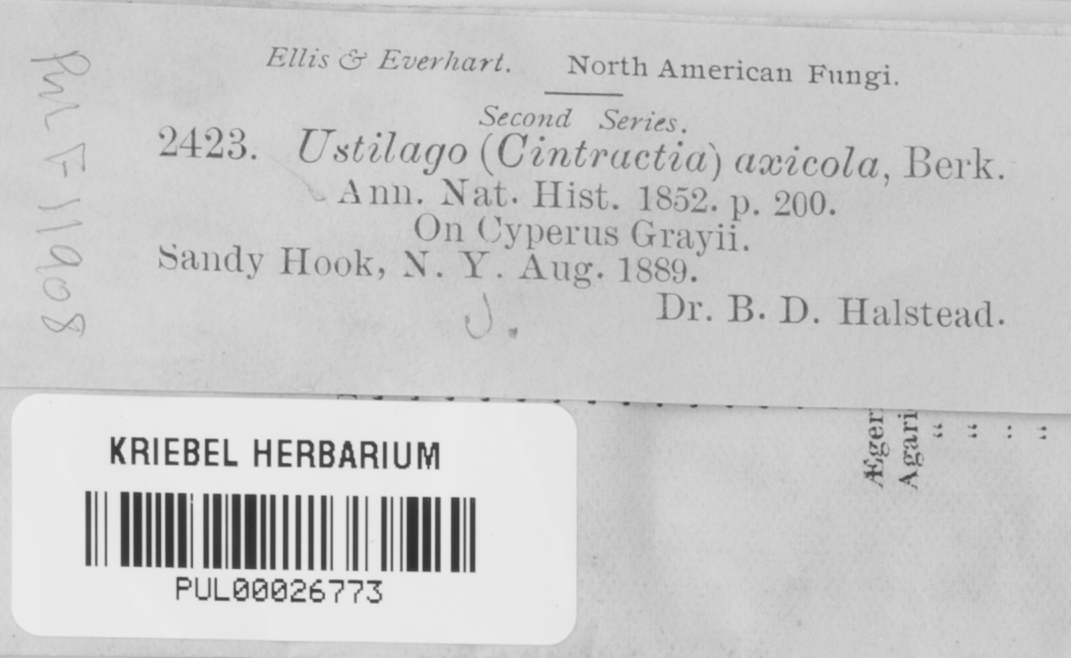 Ellis & Everhart. North American Fungi.
Second Series.
2423. Ustilago (Cintractia) axicola, Berk.
Ann. Nat. Hist. 1852. p. 200.
On Cyperus Grayii.
Sandy Hook, N. Y. Aug. 1889.
Dr. B. D. Halstead.
J.
Pur F 11908
KRIEBEL HERBARIUM
PUL00026773
Æger
Agari
“
“
“
“